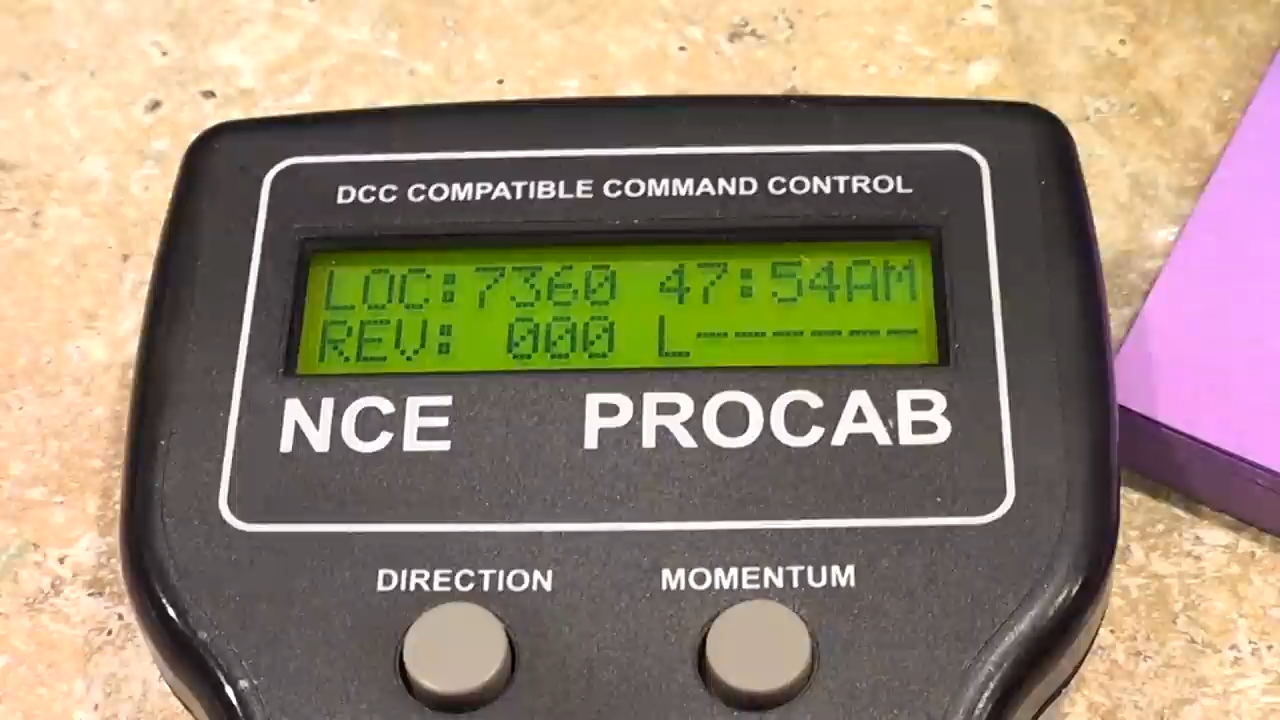 DCC COMPATIBLE COMMAND CONTROL
LOC:7360 47:54AM
REV: 000 L------
NCE PROCAB
DIRECTION MOMENTUM